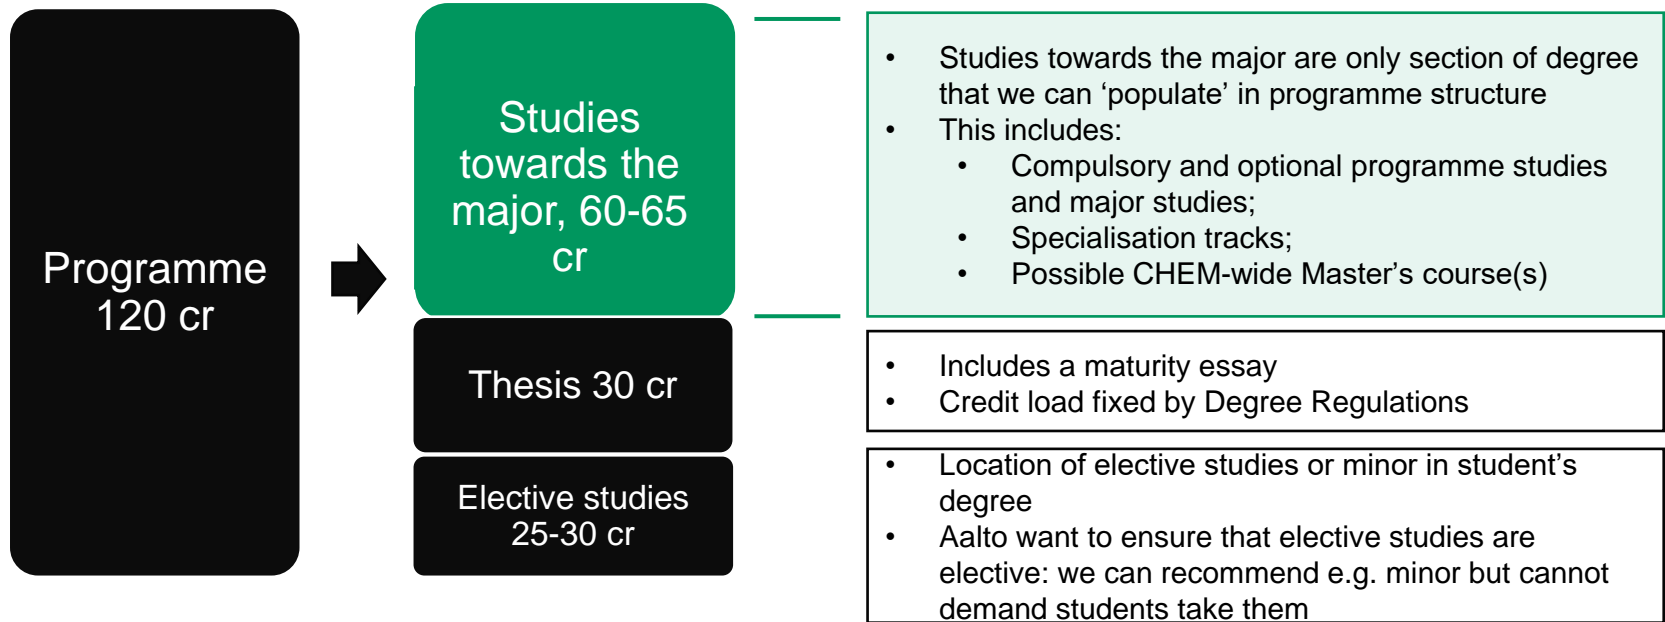 Programme
120 cr
Studies
towards the
major, 60-65
cr
Thesis 30 cr
Elective studies
25-30 cr
• Studies towards the major are only section of degree
that we can ‘populate’ in programme structure
• This includes:
• Compulsory and optional programme studies
and major studies;
• Specialisation tracks;
• Possible CHEM-wide Master’s course(s)
• Includes a maturity essay
• Credit load fixed by Degree Regulations
• Location of elective studies or minor in student’s
degree
• Aalto want to ensure that elective studies are
elective: we can recommend e.g. minor but cannot
demand students take them